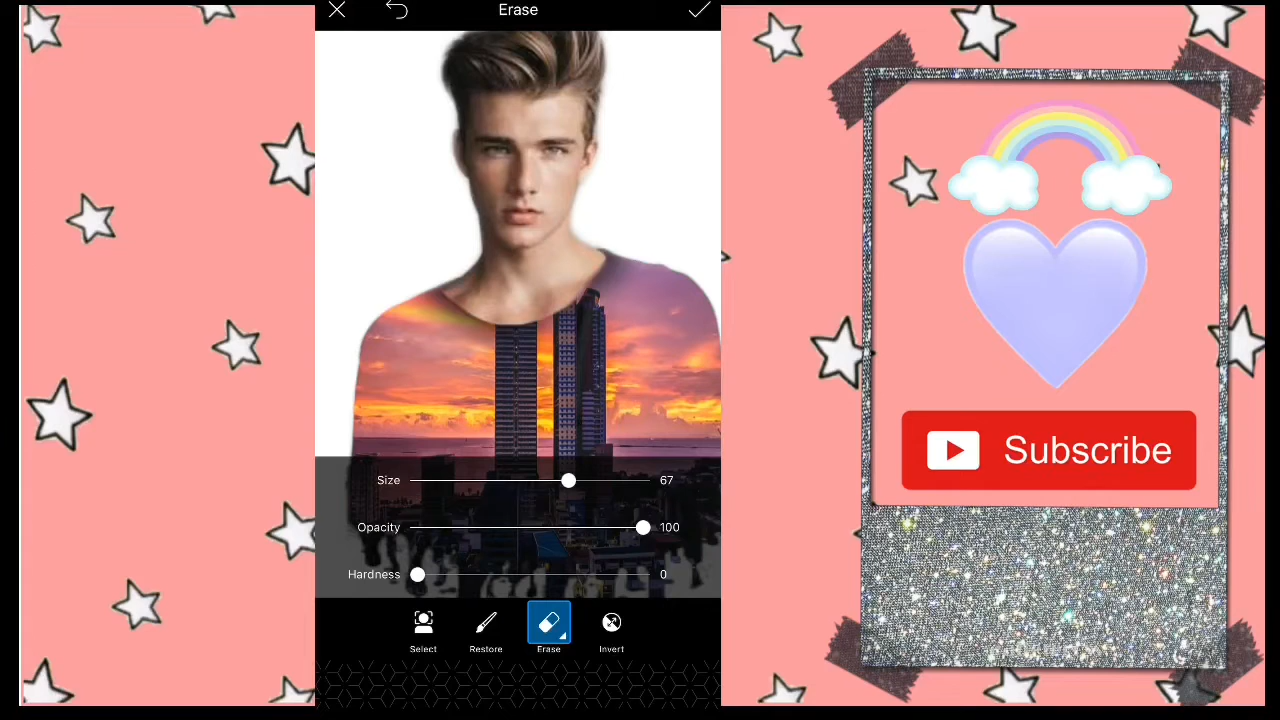 Erase
Size 67
Opacity 100
Hardness 0
Select Restore Erase Invert
Subscribe